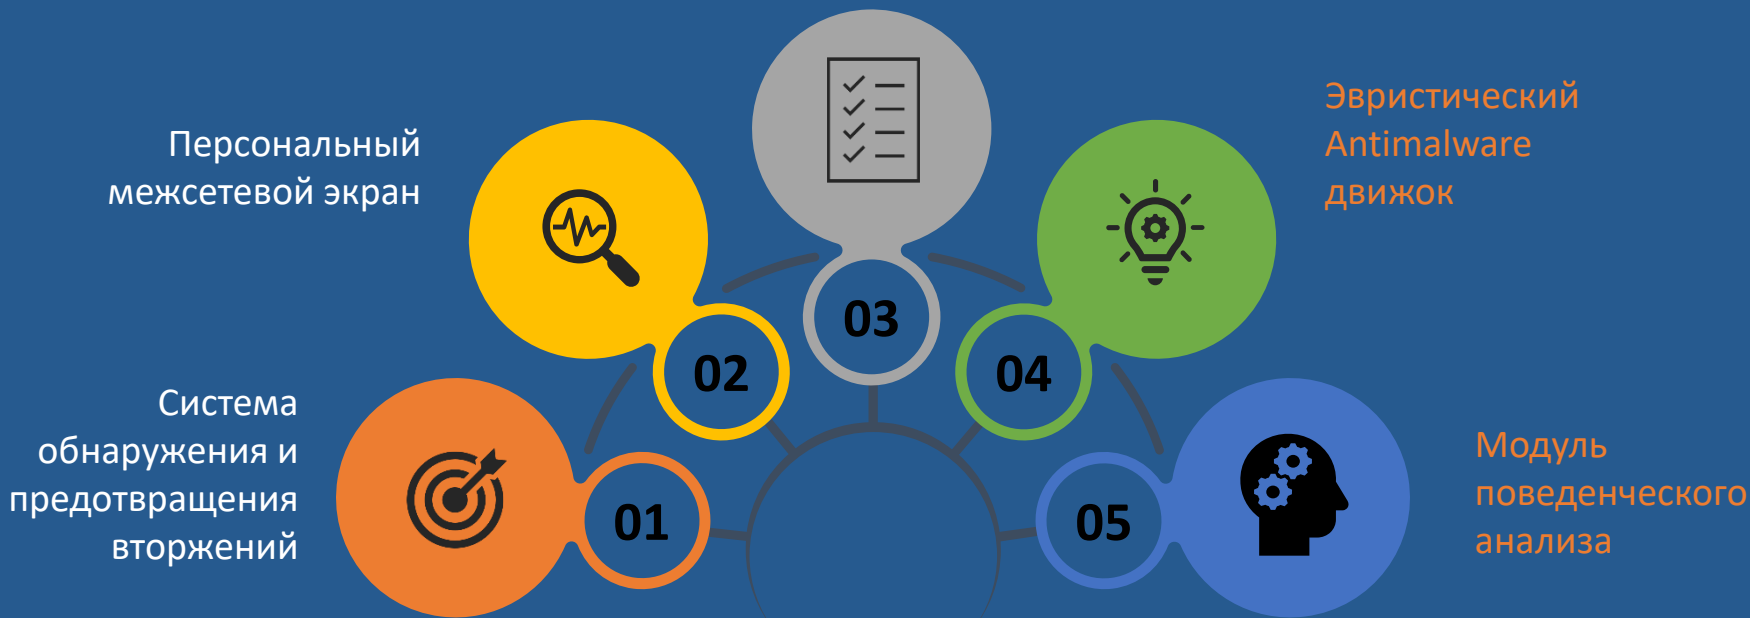 Система
обнаружения и
предотвращения
вторжений
01
Персональный
межсетевой экран
02
03
Эвристический
Antimalware
движок
04
Модуль
поведенческого
анализа
05